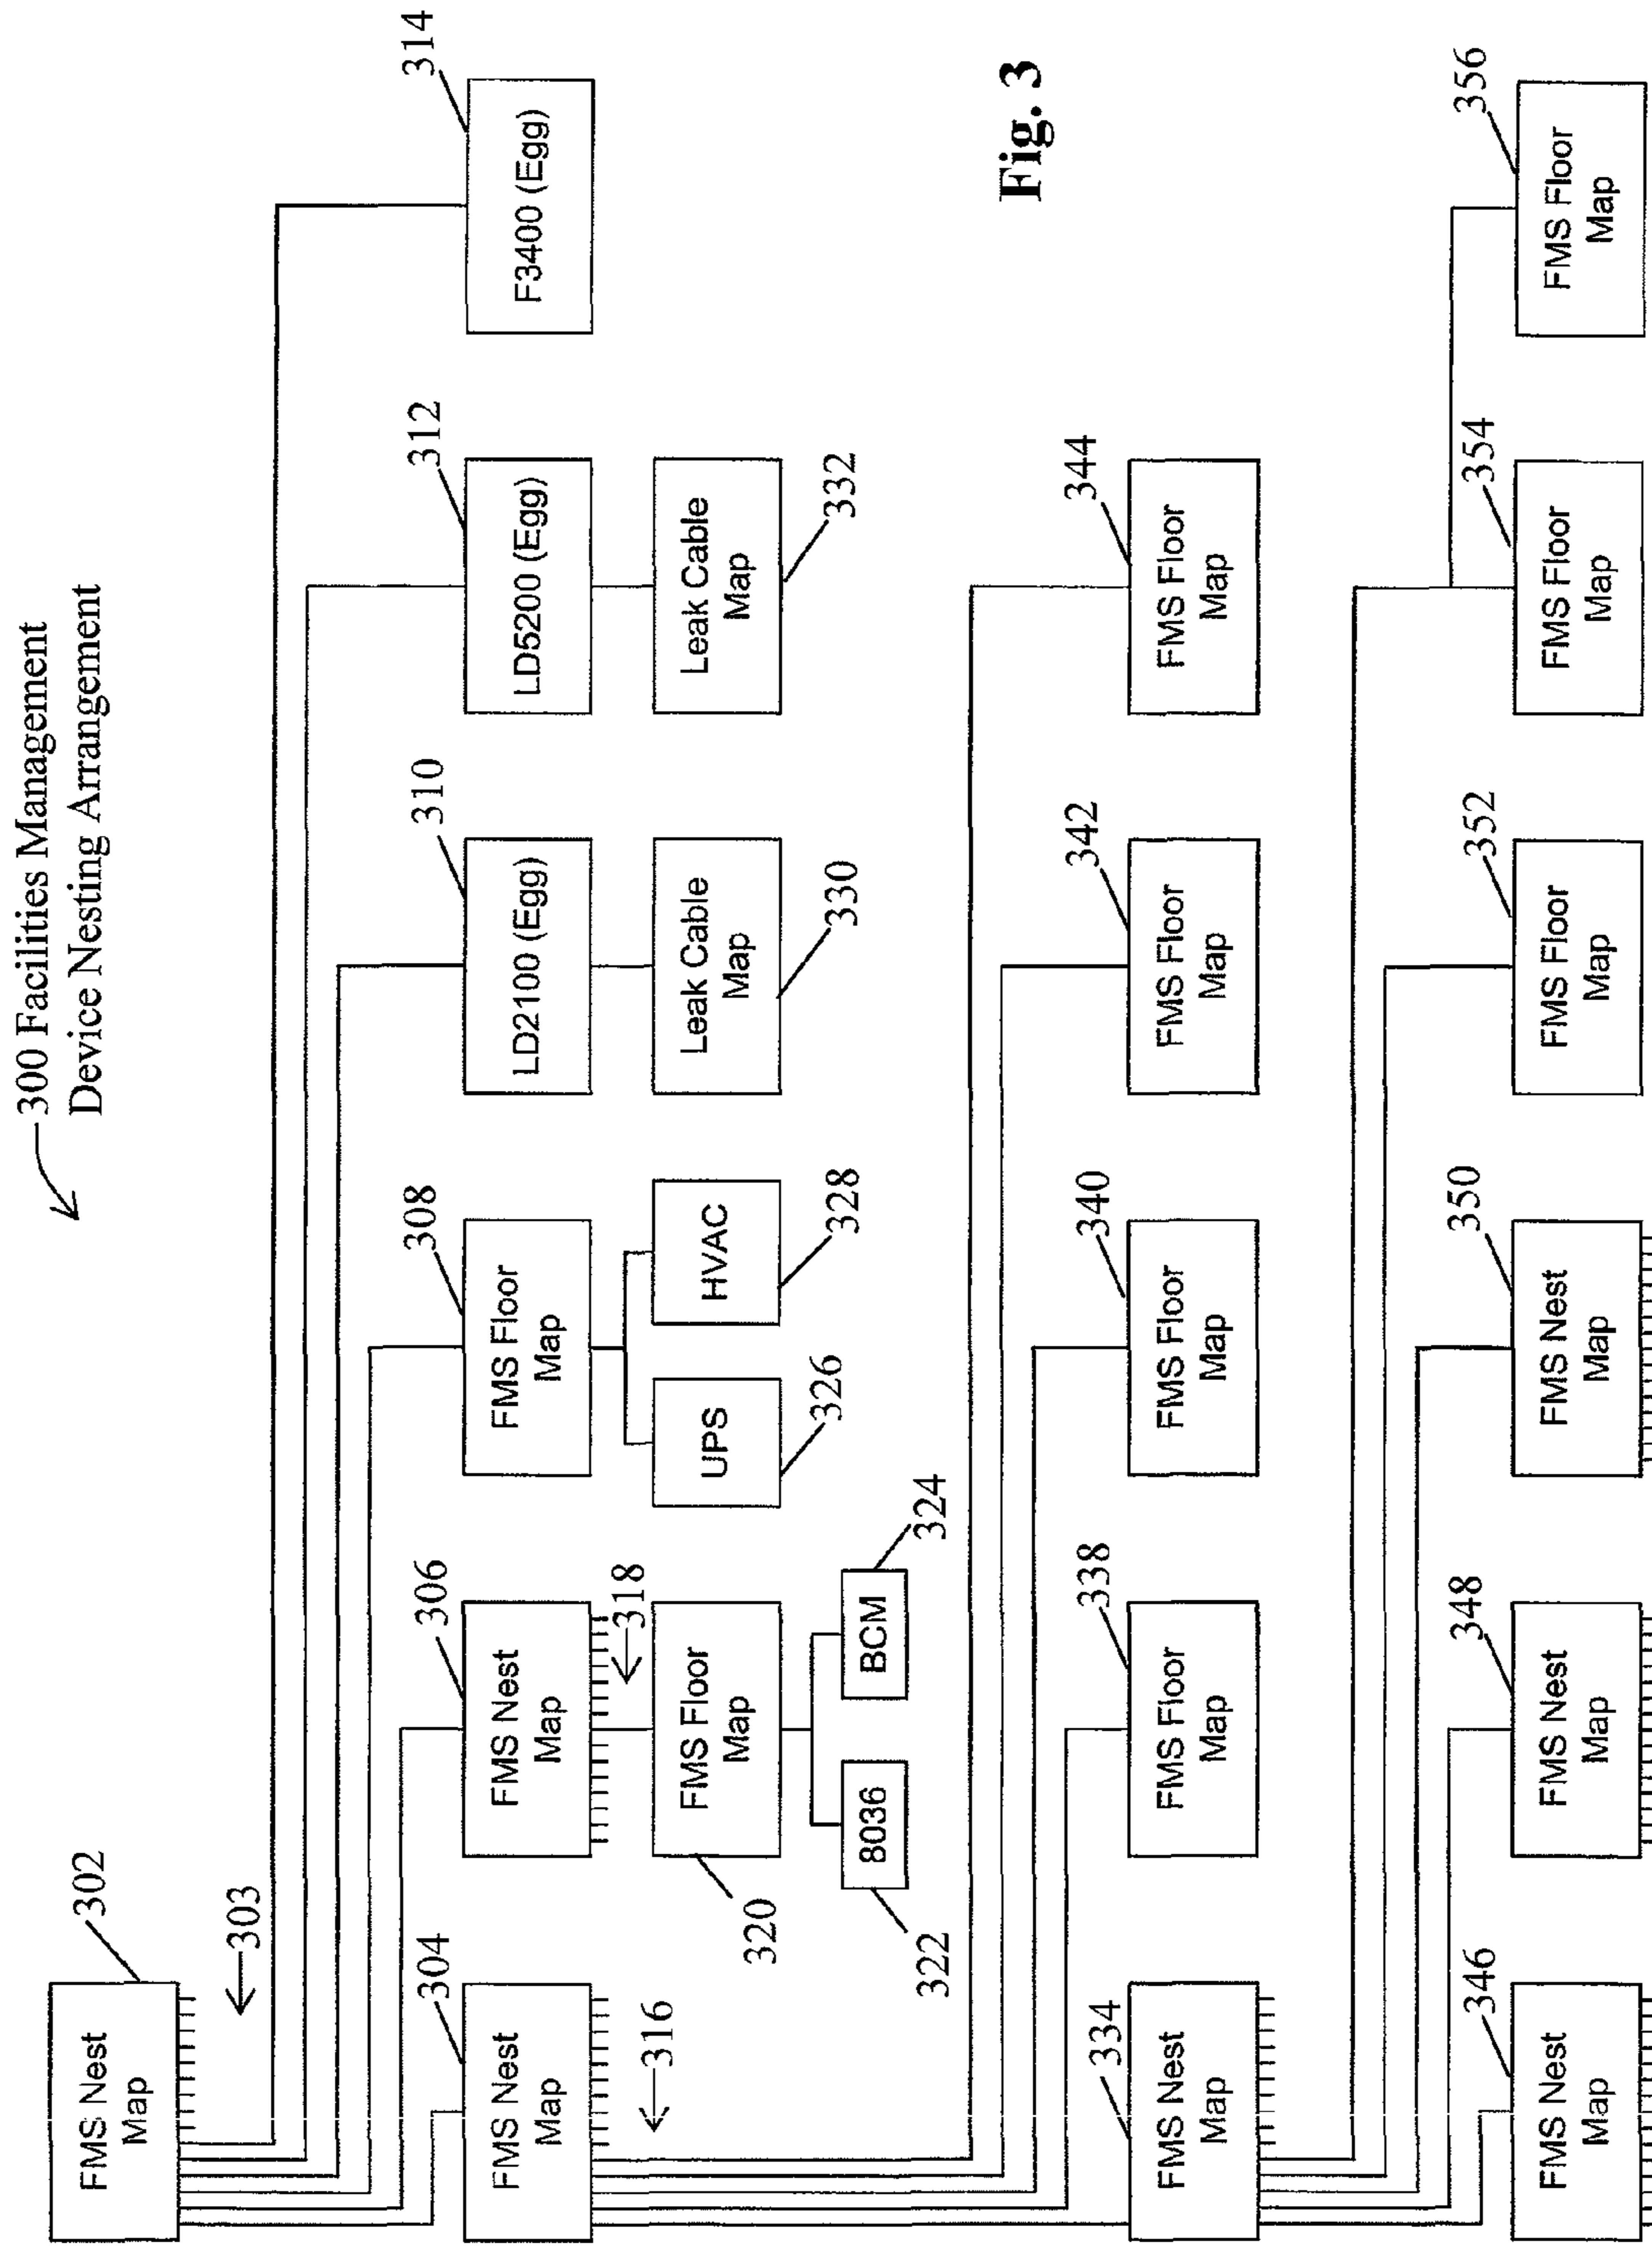 300 Facilities Management
Device Nesting Arrangement
302
FMS Nest
Map
303
304
FMS Nest
Map
306
FMS Nest
Map
308
FMS Floor
Map
310
LD2100 (Egg)
312
LD5200 (Egg)
314
F3400 (Egg)
316
318
320
FMS Floor
Map
322
8036
324
BCM
326
UPS
328
HVAC
330
Leak Cable
Map
332
Leak Cable
Map
Fig. 3
334
FMS Nest
Map
338
FMS Floor
Map
340
FMS Floor
Map
342
FMS Floor
Map
344
FMS Floor
Map
346
FMS Nest
Map
348
FMS Nest
Map
350
FMS Nest
Map
352
FMS Floor
Map
354
FMS Floor
Map
356
FMS Floor
Map